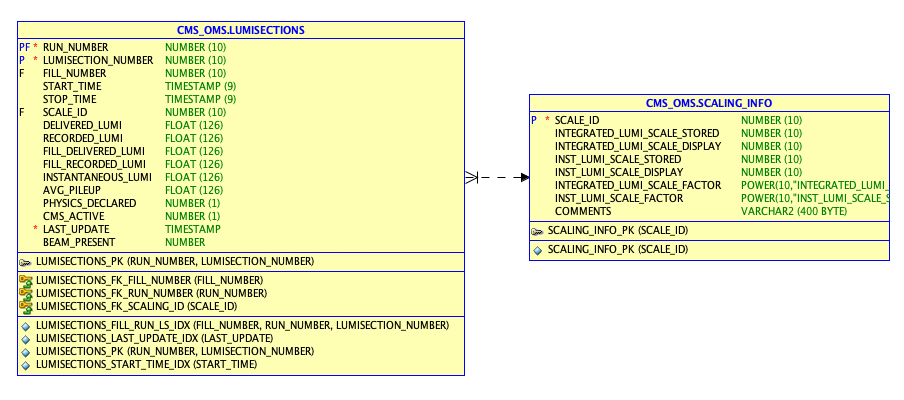 CMS_OMS.LUMISECTIONS
PF * RUN_NUMBER NUMBER (10)
P * LUMISECTION_NUMBER NUMBER (10)
F FILL_NUMBER NUMBER (10)
START_TIME TIMESTAMP (9)
STOP_TIME TIMESTAMP (9)
F SCALE_ID NUMBER (10)
DELIVERED_LUMI FLOAT (126)
RECORDED_LUMI FLOAT (126)
FILL_DELIVERED_LUMI FLOAT (126)
FILL_RECORDED_LUMI FLOAT (126)
INSTANTANEOUS_LUMI FLOAT (126)
AVG_PILEUP FLOAT (126)
PHYSICS_DECLARED NUMBER (1)
CMS_ACTIVE NUMBER (1)
* LAST_UPDATE TIMESTAMP
BEAM_PRESENT NUMBER
LUMISECTIONS_PK (RUN_NUMBER, LUMISECTION_NUMBER)
LUMISECTIONS_FK_FILL_NUMBER (FILL_NUMBER)
LUMISECTIONS_FK_RUN_NUMBER (RUN_NUMBER)
LUMISECTIONS_FK_SCALING_ID (SCALE_ID)
LUMISECTIONS_FILL_RUN_LS_IDX (FILL_NUMBER, RUN_NUMBER, LUMISECTION_NUMBER)
LUMISECTIONS_LAST_UPDATE_IDX (LAST_UPDATE)
LUMISECTIONS_PK (RUN_NUMBER, LUMISECTION_NUMBER)
LUMISECTIONS_START_TIME_IDX (START_TIME)
CMS_OMS.SCALING_INFO
P * SCALE_ID NUMBER (10)
INTEGRATED_LUMI_SCALE_STORED NUMBER (10)
INTEGRATED_LUMI_SCALE_DISPLAY NUMBER (10)
INST_LUMI_SCALE_STORED NUMBER (10)
INST_LUMI_SCALE_DISPLAY NUMBER (10)
INTEGRATED_LUMI_SCALE_FACTOR POWER(10,"INTEGRATED_LUMI_
INST_LUMI_SCALE_FACTOR POWER(10,"INST_LUMI_SCALE_S
COMMENTS VARCHAR2 (400 BYTE)
SCALING_INFO_PK (SCALE_ID)
SCALING_INFO_PK (SCALE_ID)